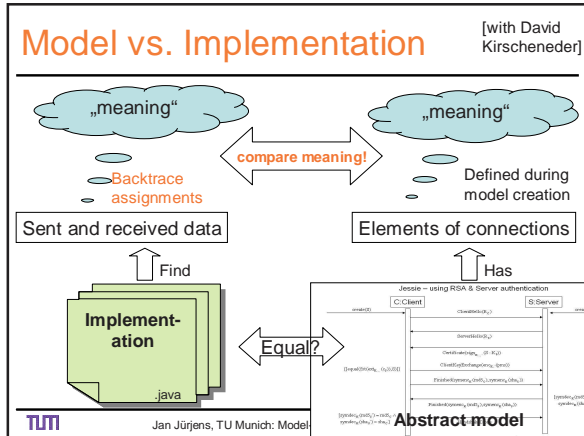 Model vs. Implementation
[with David
Kirscheneder]
„meaning“
„meaning“
compare meaning!
Backtrace
assignments
Defined during
model creation
Sent and received data
Elements of connections
Find
Has
Implement-
ation
.java
Equal?
Jessie – using RSA & Server authentication
C:Client
S:Server
Abstract model
TUM
Jan Jürjens, TU Munich: Model-